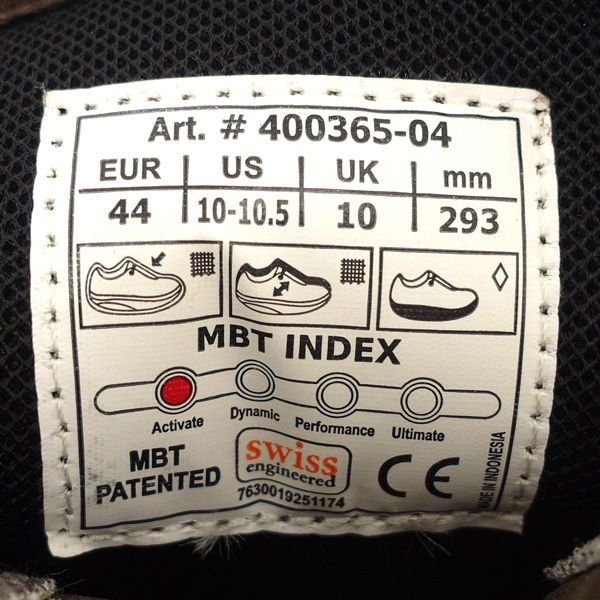 Art. # 400365-04
EUR US UK mm
44 10-10.5 10 293
MBT INDEX
Activate Dynamic Performance Ultimate
MBT
PATENTED
swiss
engineered
7630019251174
CE
MADE IN INDONESIA